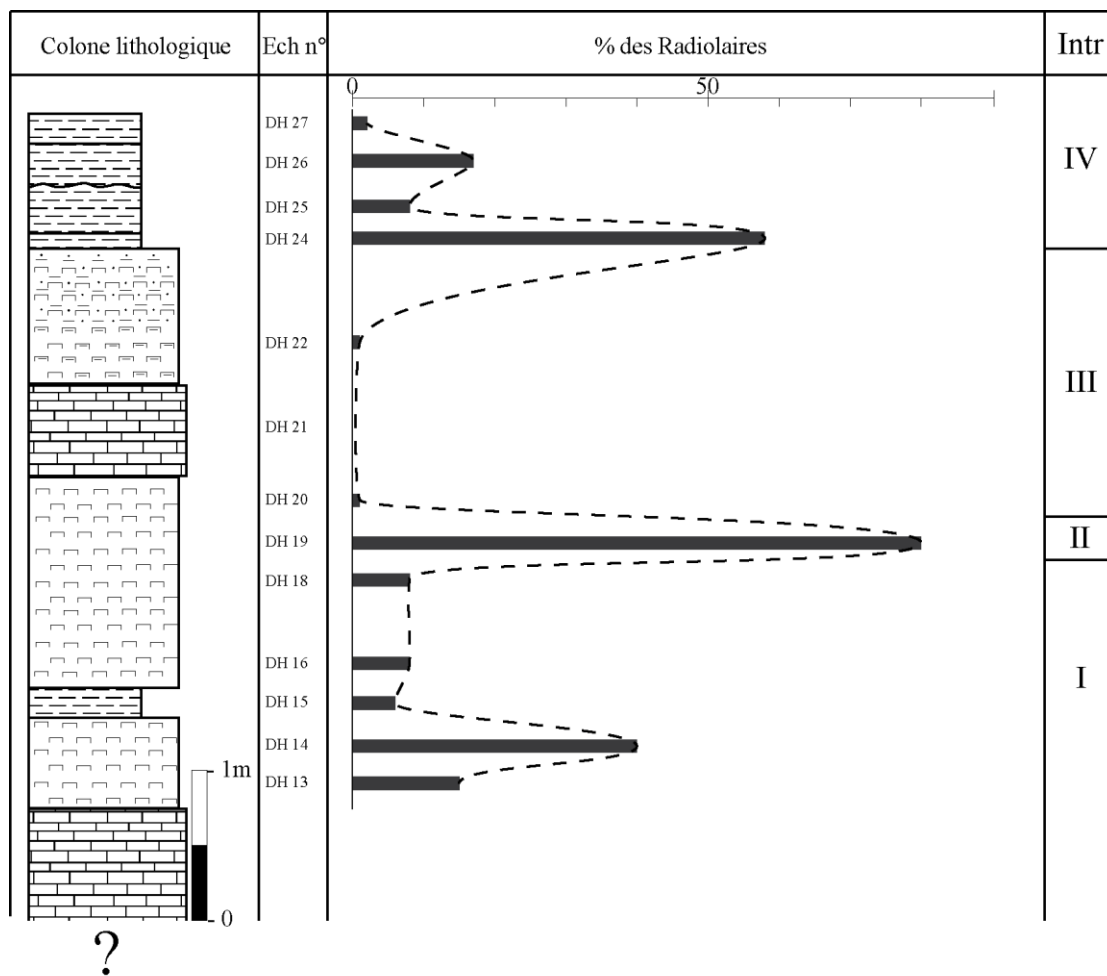 Colone lithologique Ech n° % des Radiolaires Intr
0 50
DH 27
DH 26
IV
DH 25
DH 24
DH 22
III
DH 21
DH 20
DH 19
II
DH 18
DH 16
I
DH 15
DH 14
1m
DH 13
0
?